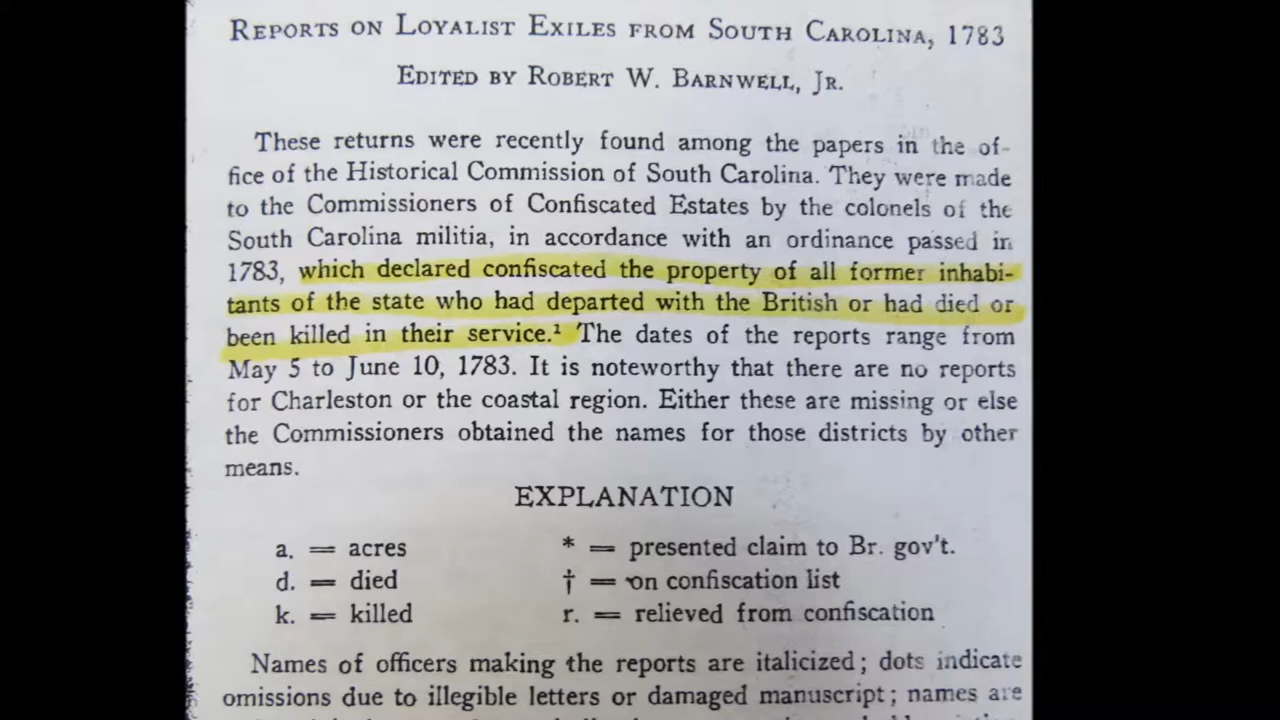 REPORTS ON LOYALIST EXILES FROM SOUTH CAROLINA, 1783
EDITED BY ROBERT W. BARNWELL, JR.
These returns were recently found among the papers in the of-
fice of the Historical Commission of South Carolina. They were made
to the Commissioners of Confiscated Estates by the colonels of the
South Carolina militia, in accordance with an ordinance passed in
1783, which declared confiscated the property of all former inhabi-
tants of the state who had departed with the British or had died or
been killed in their service.¹ The dates of the reports range from
May 5 to June 10, 1783. It is noteworthy that there are no reports
for Charleston or the coastal region. Either these are missing or else
the Commissioners obtained the names for those districts by other
means.
EXPLANATION
a. = acres * = presented claim to Br. gov't.
d. = died † = on confiscation list
k. = killed r. = relieved from confiscation
Names of officers making the reports are italicized; dots indicate
omissions due to illegible letters or damaged manuscript; names are